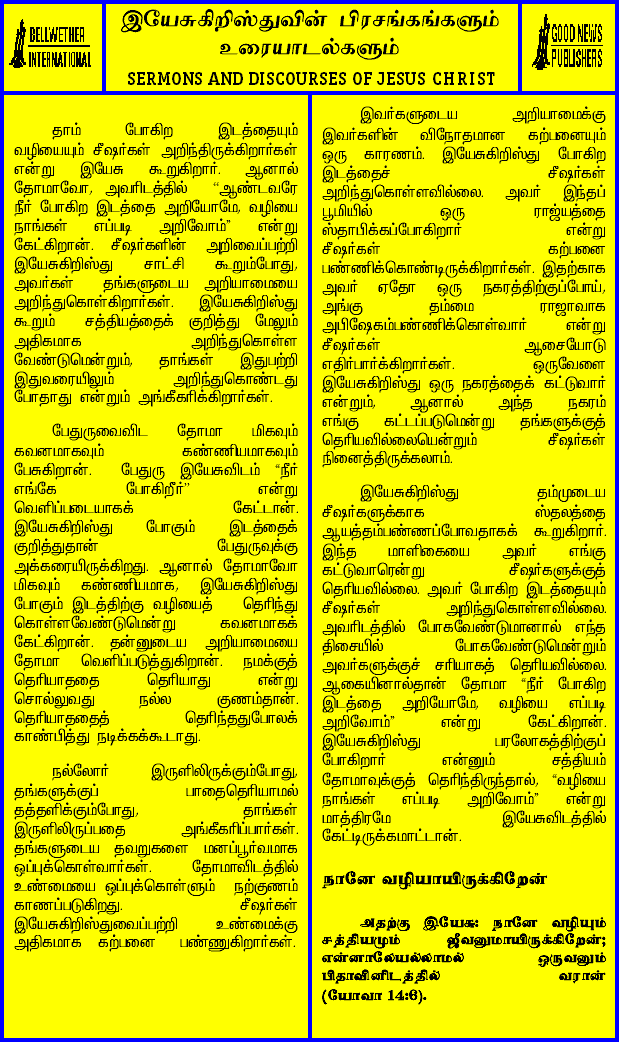 BELLWETHER
INTERNATIONAL
இயேசுகிறிஸ்துவின் பிரசங்கங்களும்
உரையாடல்களும்
SERMONS AND DISCOURSES OF JESUS CHRIST
GOOD NEWS
PUBLISHERS
தாம் போகிற இடத்தையும்
வழியையும் சீஷர்கள் அறிந்திருக்கிறார்கள்
என்று இயேசு கூறுகிறார். ஆனால்
தோமாவோ, அவரிடத்தில் “ஆண்டவரே
நீர் போகிற இடத்தை அறியோமே, வழியை
நாங்கள் எப்படி அறிவோம்” என்று
கேட்கிறான். சீஷர்களின் அறிவைப்பற்றி
இயேசுகிறிஸ்து சாட்சி கூறும்போது,
அவர்கள் தங்களுடைய அறியாமையை
அறிந்துகொள்கிறார்கள். இயேசுகிறிஸ்து
கூறும் சத்தியத்தைக் குறித்து மேலும்
அதிகமாக அறிந்துகொள்ள
வேண்டுமென்றும், தாங்கள் இதுபற்றி
இதுவரையிலும் அறிந்துகொண்டது
போதாது என்றும் அங்கீகரிக்கிறார்கள்.
பேதுருவைவிட தோமா மிகவும்
கவனமாகவும் கண்ணியமாகவும்
பேசுகிறான். பேதுரு இயேசுவிடம் “நீர்
எங்கே போகிறீர்” என்று
வெளிப்படையாகக் கேட்டான்.
இயேசுகிறிஸ்து போகும் இடத்தைக்
குறித்துதான் பேதுருவுக்கு
அக்கரையிருக்கிறது. ஆனால் தோமாவோ
மிகவும் கண்ணியமாக, இயேசுகிறிஸ்து
போகும் இடத்திற்கு வழியைத் தெரிந்து
கொள்ளவேண்டுமென்று கவனமாகக்
கேட்கிறான். தன்னுடைய அறியாமையை
தோமா வெளிப்படுத்துகிறான். நமக்குத்
தெரியாததை தெரியாது என்று
சொல்லுவது நல்ல குணம்தான்.
தெரியாததைத் தெரிந்ததுபோலக்
காண்பித்து நடிக்கக்கூடாது.
நல்லோர் இருளிலிருக்கும்போது,
தங்களுக்குப் பாதைதெரியாமல்
தத்தளிக்கும்போது, தாங்கள்
இருளிலிருப்பதை அங்கீகரிப்பார்கள்.
தங்களுடைய தவறுகளை மனப்பூர்வமாக
ஒப்புக்கொள்வார்கள். தோமாவிடத்தில்
உண்மையை ஒப்புக்கொள்ளும் நற்குணம்
காணப்படுகிறது. சீஷர்கள்
இயேசுகிறிஸ்துவைப்பற்றி உண்மைக்கு
அதிகமாக கற்பனை பண்ணுகிறார்கள்.
இவர்களுடைய அறியாமைக்கு
இவர்களின் விநோதமான கற்பனையும்
ஒரு காரணம். இயேசுகிறிஸ்து போகிற
இடத்தைச் சீஷர்கள்
அறிந்துகொள்ளவில்லை. அவர் இந்தப்
பூமியில் ஒரு ராஜ்யத்தை
ஸ்தாபிக்கப்போகிறார் என்று
சீஷர்கள் கற்பனை
பண்ணிக்கொண்டிருக்கிறார்கள். இதற்காக
அவர் ஏதோ ஒரு நகரத்திற்குப்போய்,
அங்கு தம்மை ராஜாவாக
அபிஷேகம்பண்ணிக்கொள்வார் என்று
சீஷர்கள் ஆசையோடு
எதிர்பார்க்கிறார்கள். ஒருவேளை
இயேசுகிறிஸ்து ஒரு நகரத்தைக் கட்டுவார்
என்றும், ஆனால் அந்த நகரம்
எங்கு கட்டப்படுமென்று தங்களுக்குத்
தெரியவில்லையென்றும் சீஷர்கள்
நினைத்திருக்கலாம்.
இயேசுகிறிஸ்து தம்முடைய
சீஷர்களுக்காக ஸ்தலத்தை
ஆயத்தம்பண்ணப்போவதாகக் கூறுகிறார்.
இந்த மாளிகையை அவர் எங்கு
கட்டுவாரென்று சீஷர்களுக்குத்
தெரியவில்லை. அவர் போகிற இடத்தையும்
சீஷர்கள் அறிந்துகொள்ளவில்லை.
அவரிடத்தில் போகவேண்டுமானால் எந்த
திசையில் போகவேண்டுமென்றும்
அவர்களுக்குச் சரியாகத் தெரியவில்லை.
ஆகையினால்தான் தோமா “நீர் போகிற
இடத்தை அறியோமே, வழியை எப்படி
அறிவோம்” என்று கேட்கிறான்.
இயேசுகிறிஸ்து பரலோகத்திற்குப்
போகிறார் என்னும் சத்தியம்
தோமாவுக்குத் தெரிந்திருந்தால், “வழியை
நாங்கள் எப்படி அறிவோம்” என்று
மாத்திரமே இயேசுவிடத்தில்
கேட்டிருக்கமாட்டான்.
நானே வழியாயிருக்கிறேன்
அதற்கு இயேசு: நானே வழியும்
சத்தியமும் ஜீவனுமாயிருக்கிறேன்;
என்னாலேயல்லாமல் ஒருவனும்
பிதாவினிடத்தில் வரான்
(யோவா 14:6).